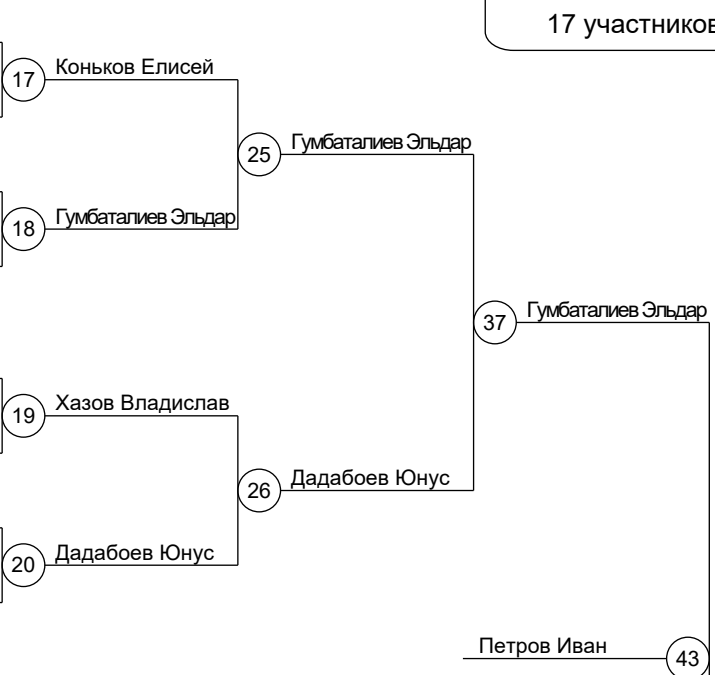 17 участников
17 Коньков Елисей
25 Гумбаталиев Эльдар
18 Гумбаталиев Эльдар
37 Гумбаталиев Эльдар
19 Хазов Владислав
26 Дадабоев Юнус
20 Дадабоев Юнус
Петров Иван 43